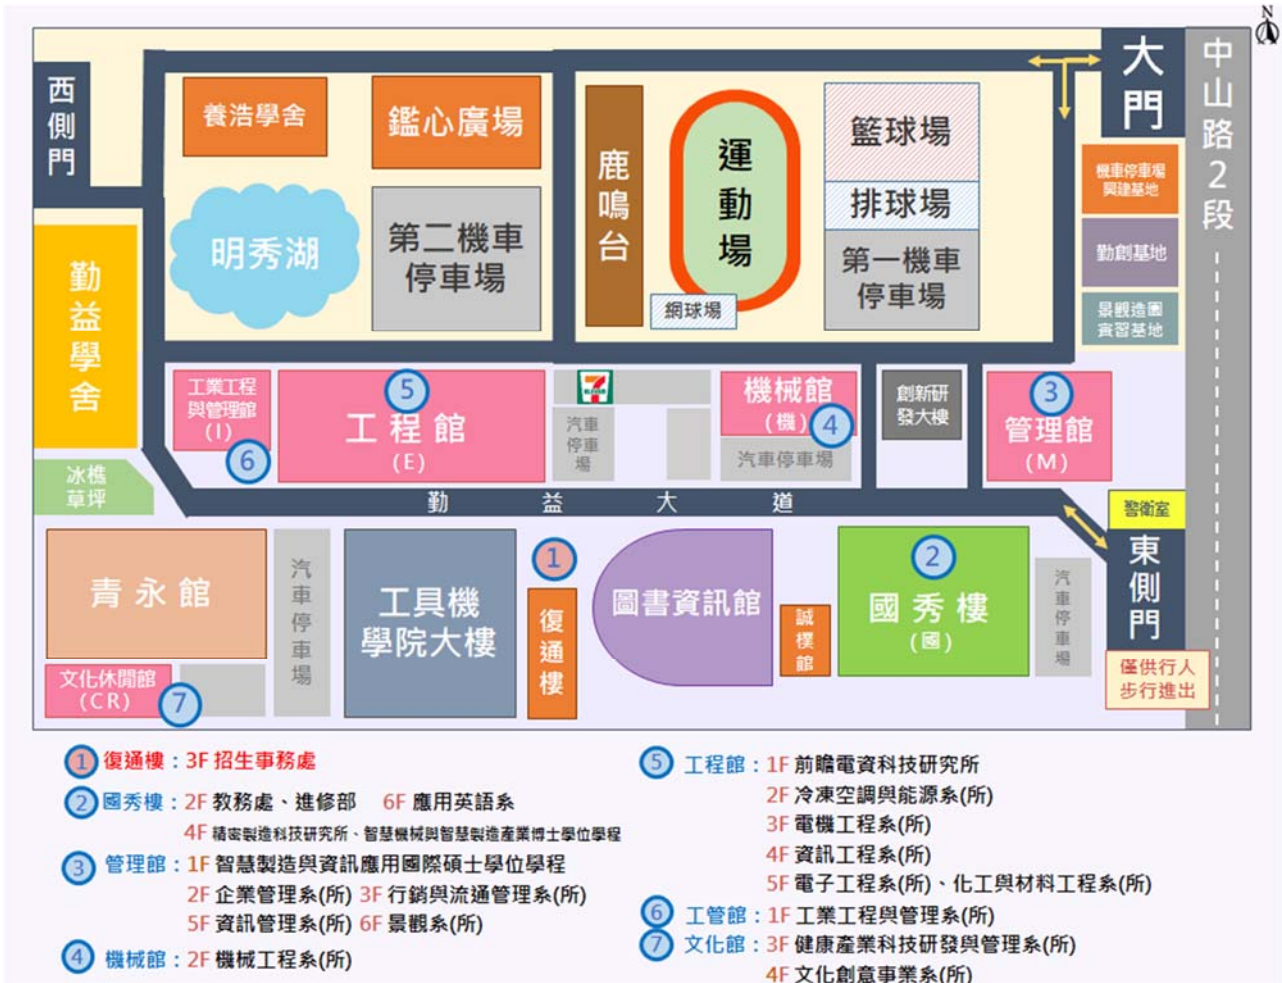 N
大門
中山路2段
西側門
養浩學舍
鑑心廣場
鹿鳴台
運動場
籃球場
排球場
第一機車
停車場
網球場
機車停車場
興建基地
勤創基地
景觀造園
實習基地
明秀湖
第二機車
停車場
勤益學舍
工業工程
與管理館
(I)
6
5
工程館
(E)
7
ELEVEN
汽車
停車
場
機械館
(機)
4
汽車停車場
創新研
發大樓
3
管理館
(M)
冰樵
草坪
勤益大道
警衛室
東側門
僅供行人
步行進出
青永館
汽車停車場
工具機
學院大樓
1
復通樓
圖書資訊館
誠樸館
2
國秀樓
(國)
汽車停車場
文化休閒館
(CR)
7
1 復通樓：3F 招生事務處
2 國秀樓：2F 教務處、進修部 6F 應用英語系
4F 精密製造科技研究所、智慧機械與智慧製造產業博士學位學程
3 管理館：1F 智慧製造與資訊應用國際碩士學位學程
2F 企業管理系(所) 3F 行銷與流通管理系(所)
5F 資訊管理系(所) 6F 景觀系(所)
4 機械館：2F 機械工程系(所)
5 工程館：1F 前瞻電資科技研究所
2F 冷凍空調與能源系(所)
3F 電機工程系(所)
4F 資訊工程系(所)
5F 電子工程系(所)、化工與材料工程系(所)
6 工管館：1F 工業工程與管理系(所)
7 文化館：3F 健康產業科技研發與管理系(所)
4F 文化創意事業系(所)